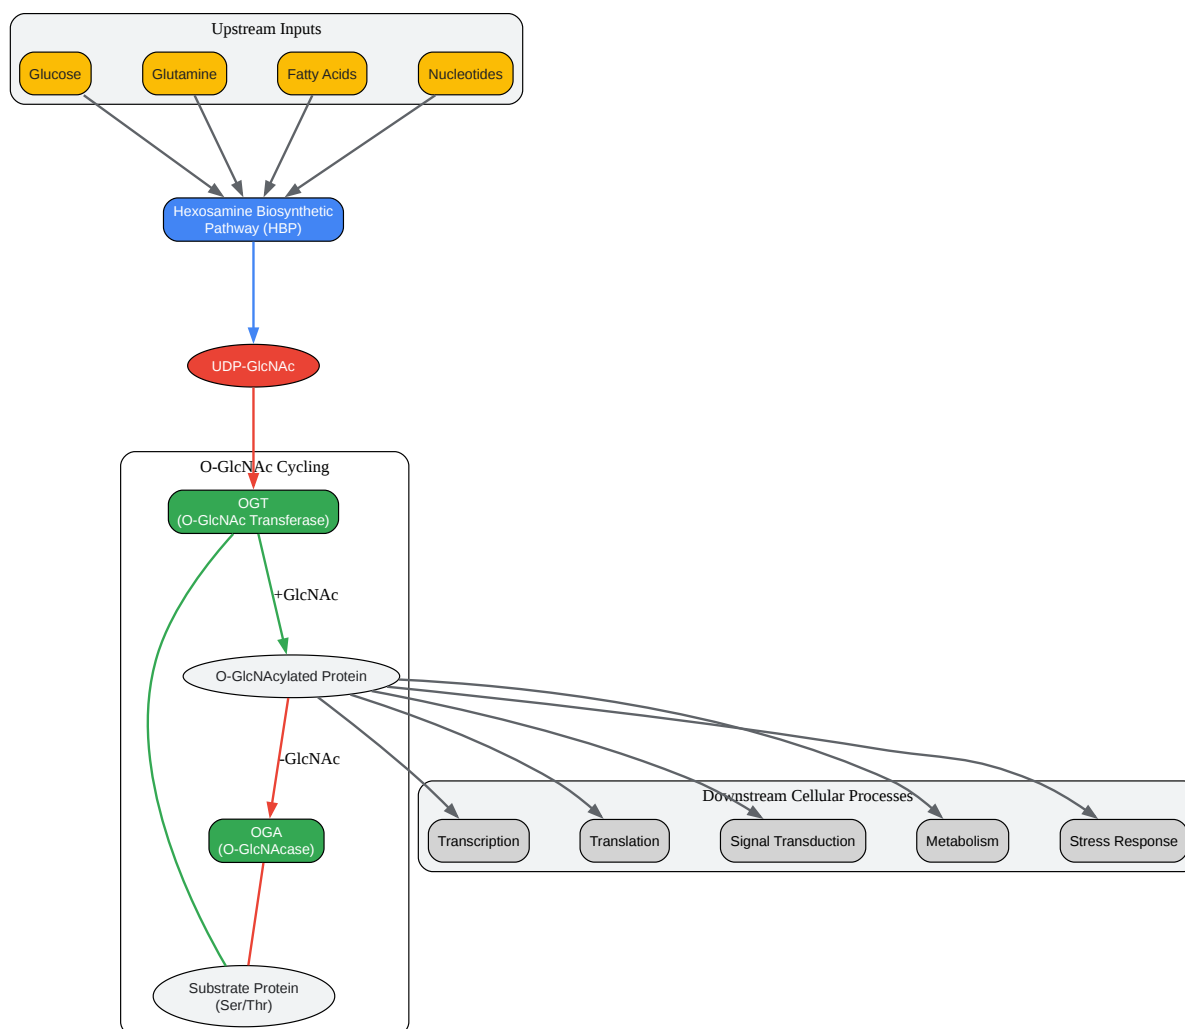 Upstream Inputs
Glucose
Glutamine
Fatty Acids
Nucleotides
Hexosamine Biosynthetic
Pathway (HBP)
UDP-GlcNAc
O-GlcNAc Cycling
OGT
(O-GlcNAc Transferase)
+GlcNAc
O-GlcNAcylated Protein
-GlcNAc
Downstream Cellular Processes
OGA
(O-GlcNAcase)
Transcription
Translation
Signal Transduction
Metabolism
Stress Response
Substrate Protein
(Ser/Thr)